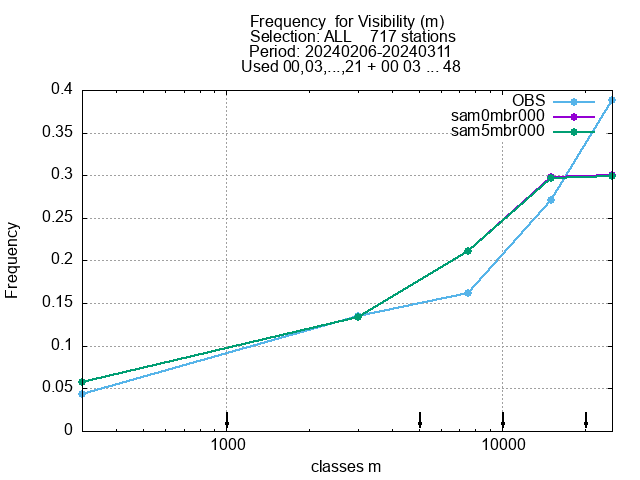 Frequency  for Visibility (m)
Selection: ALL    717 stations
Period: 20240206-20240311
Used 00,03,...,21 + 00 03 ... 48
0.4
0.35
0.3
0.25
0.2
0.15
0.1
0.05
0
Frequency
OBS
sam0mbr000
sam5mbr000
1000
10000
classes m